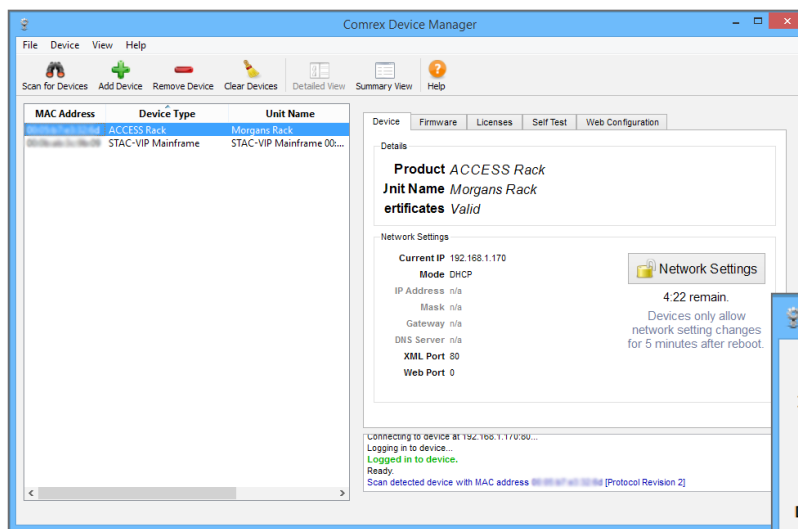 Comrex Device Manager
File Device View Help
Scan for Devices Add Device Remove Device Clear Devices Detailed View Summary View Help
MAC Address Device Type Unit Name
ACCESS Rack Morgans Rack
STAC-VIP Mainframe STAC-VIP Mainframe 00:...
Device Firmware Licenses Self Test Web Configuration
Details
Product ACCESS Rack
Unit Name Morgans Rack
ertificates Valid
Network Settings
Current IP 192.168.1.170
Mode DHCP
IP Address n/a
Mask n/a
Gateway n/a
DNS Server n/a
XML Port 80
Web Port 0
Network Settings
4:22 remain.
Devices only allow
network setting changes
for 5 minutes after reboot.
Connecting to device at 192.168.1.170:80...
Logging in to device...
Logged in to device.
Ready.
Scan detected device with MAC address [Protocol Revision 2]